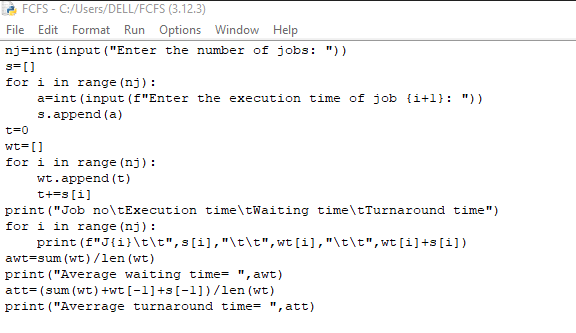 FCFS - C:/Users/DELL/FCFS (3.12.3)
File Edit Format Run Options Window Help
nj=int(input("Enter the number of jobs: "))
s=[]
for i in range(nj):
    a=int(input(f"Enter the execution time of job {i+1}: "))
    s.append(a)
t=0
wt=[]
for i in range(nj):
    wt.append(t)
    t+=s[i]
print("Job no\tExecution time\tWaiting time\tTurnaround time")
for i in range(nj):
    print(f"J{i}\t\t",s[i],"\t\t",wt[i],"\t\t",wt[i]+s[i])
awt=sum(wt)/len(wt)
print("Average waiting time= ",awt)
att=(sum(wt)+wt[-1]+s[-1])/len(wt)
print("Averrage turnaround time= ",att)